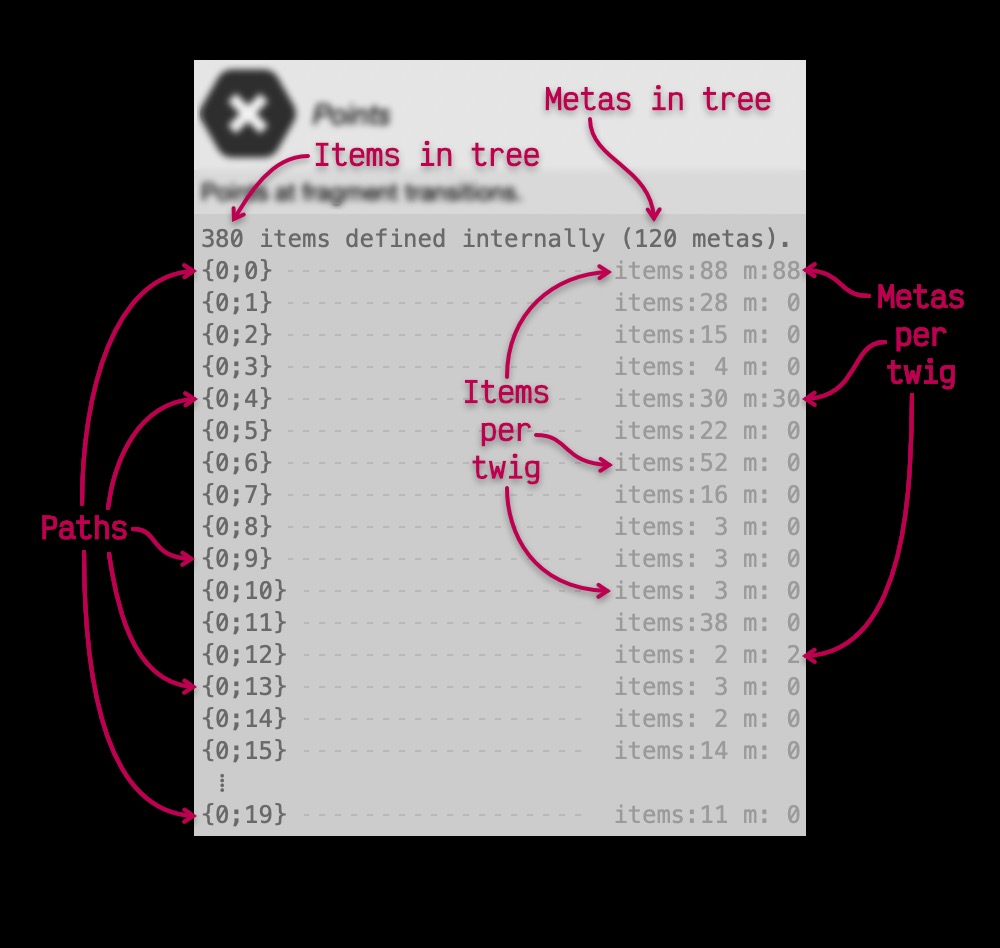 Points
Metas in tree
Items in tree
Points at fragment transitions.
380 items defined internally (120 metas).
{0;0} items:88 m:88
{0;1} items:28 m: 0
{0;2} items:15 m: 0
{0;3} items: 4 m: 0
{0;4} items:30 m:30
{0;5} items:22 m: 0
{0;6} items:52 m: 0
{0;7} items:16 m: 0
{0;8} items: 3 m: 0
{0;9} items: 3 m: 0
{0;10} items: 3 m: 0
{0;11} items:38 m: 0
{0;12} items: 2 m: 2
{0;13} items: 3 m: 0
{0;14} items: 2 m: 0
{0;15} items:14 m: 0
⁞
{0;19} items:11 m: 0
Paths
Items
per
twig
Metas
per
twig